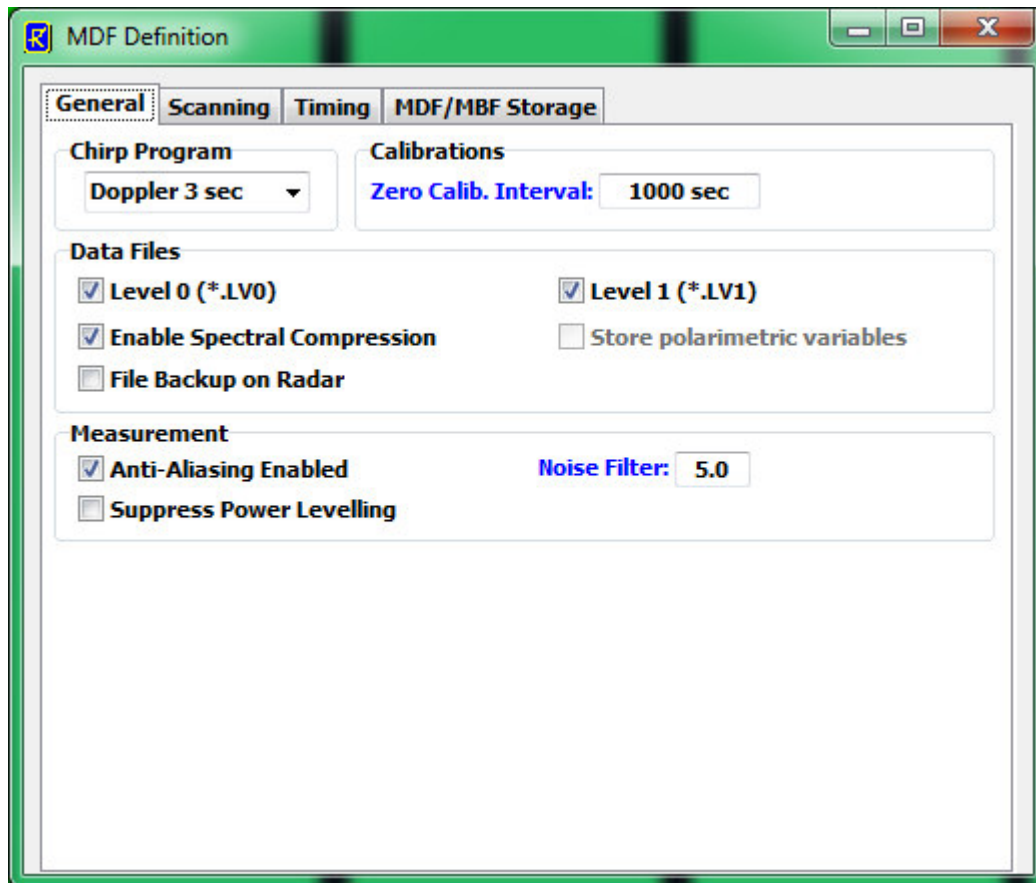 MDF Definition
General Scanning Timing MDF/MBF Storage
Chirp Program
Doppler 3 sec
Calibrations
Zero Calib. Interval: 1000 sec
Data Files
Level 0 (*.LV0) Level 1 (*.LV1)
Enable Spectral Compression Store polarimetric variables
File Backup on Radar
Measurement
Anti-Aliasing Enabled Noise Filter: 5.0
Suppress Power Levelling